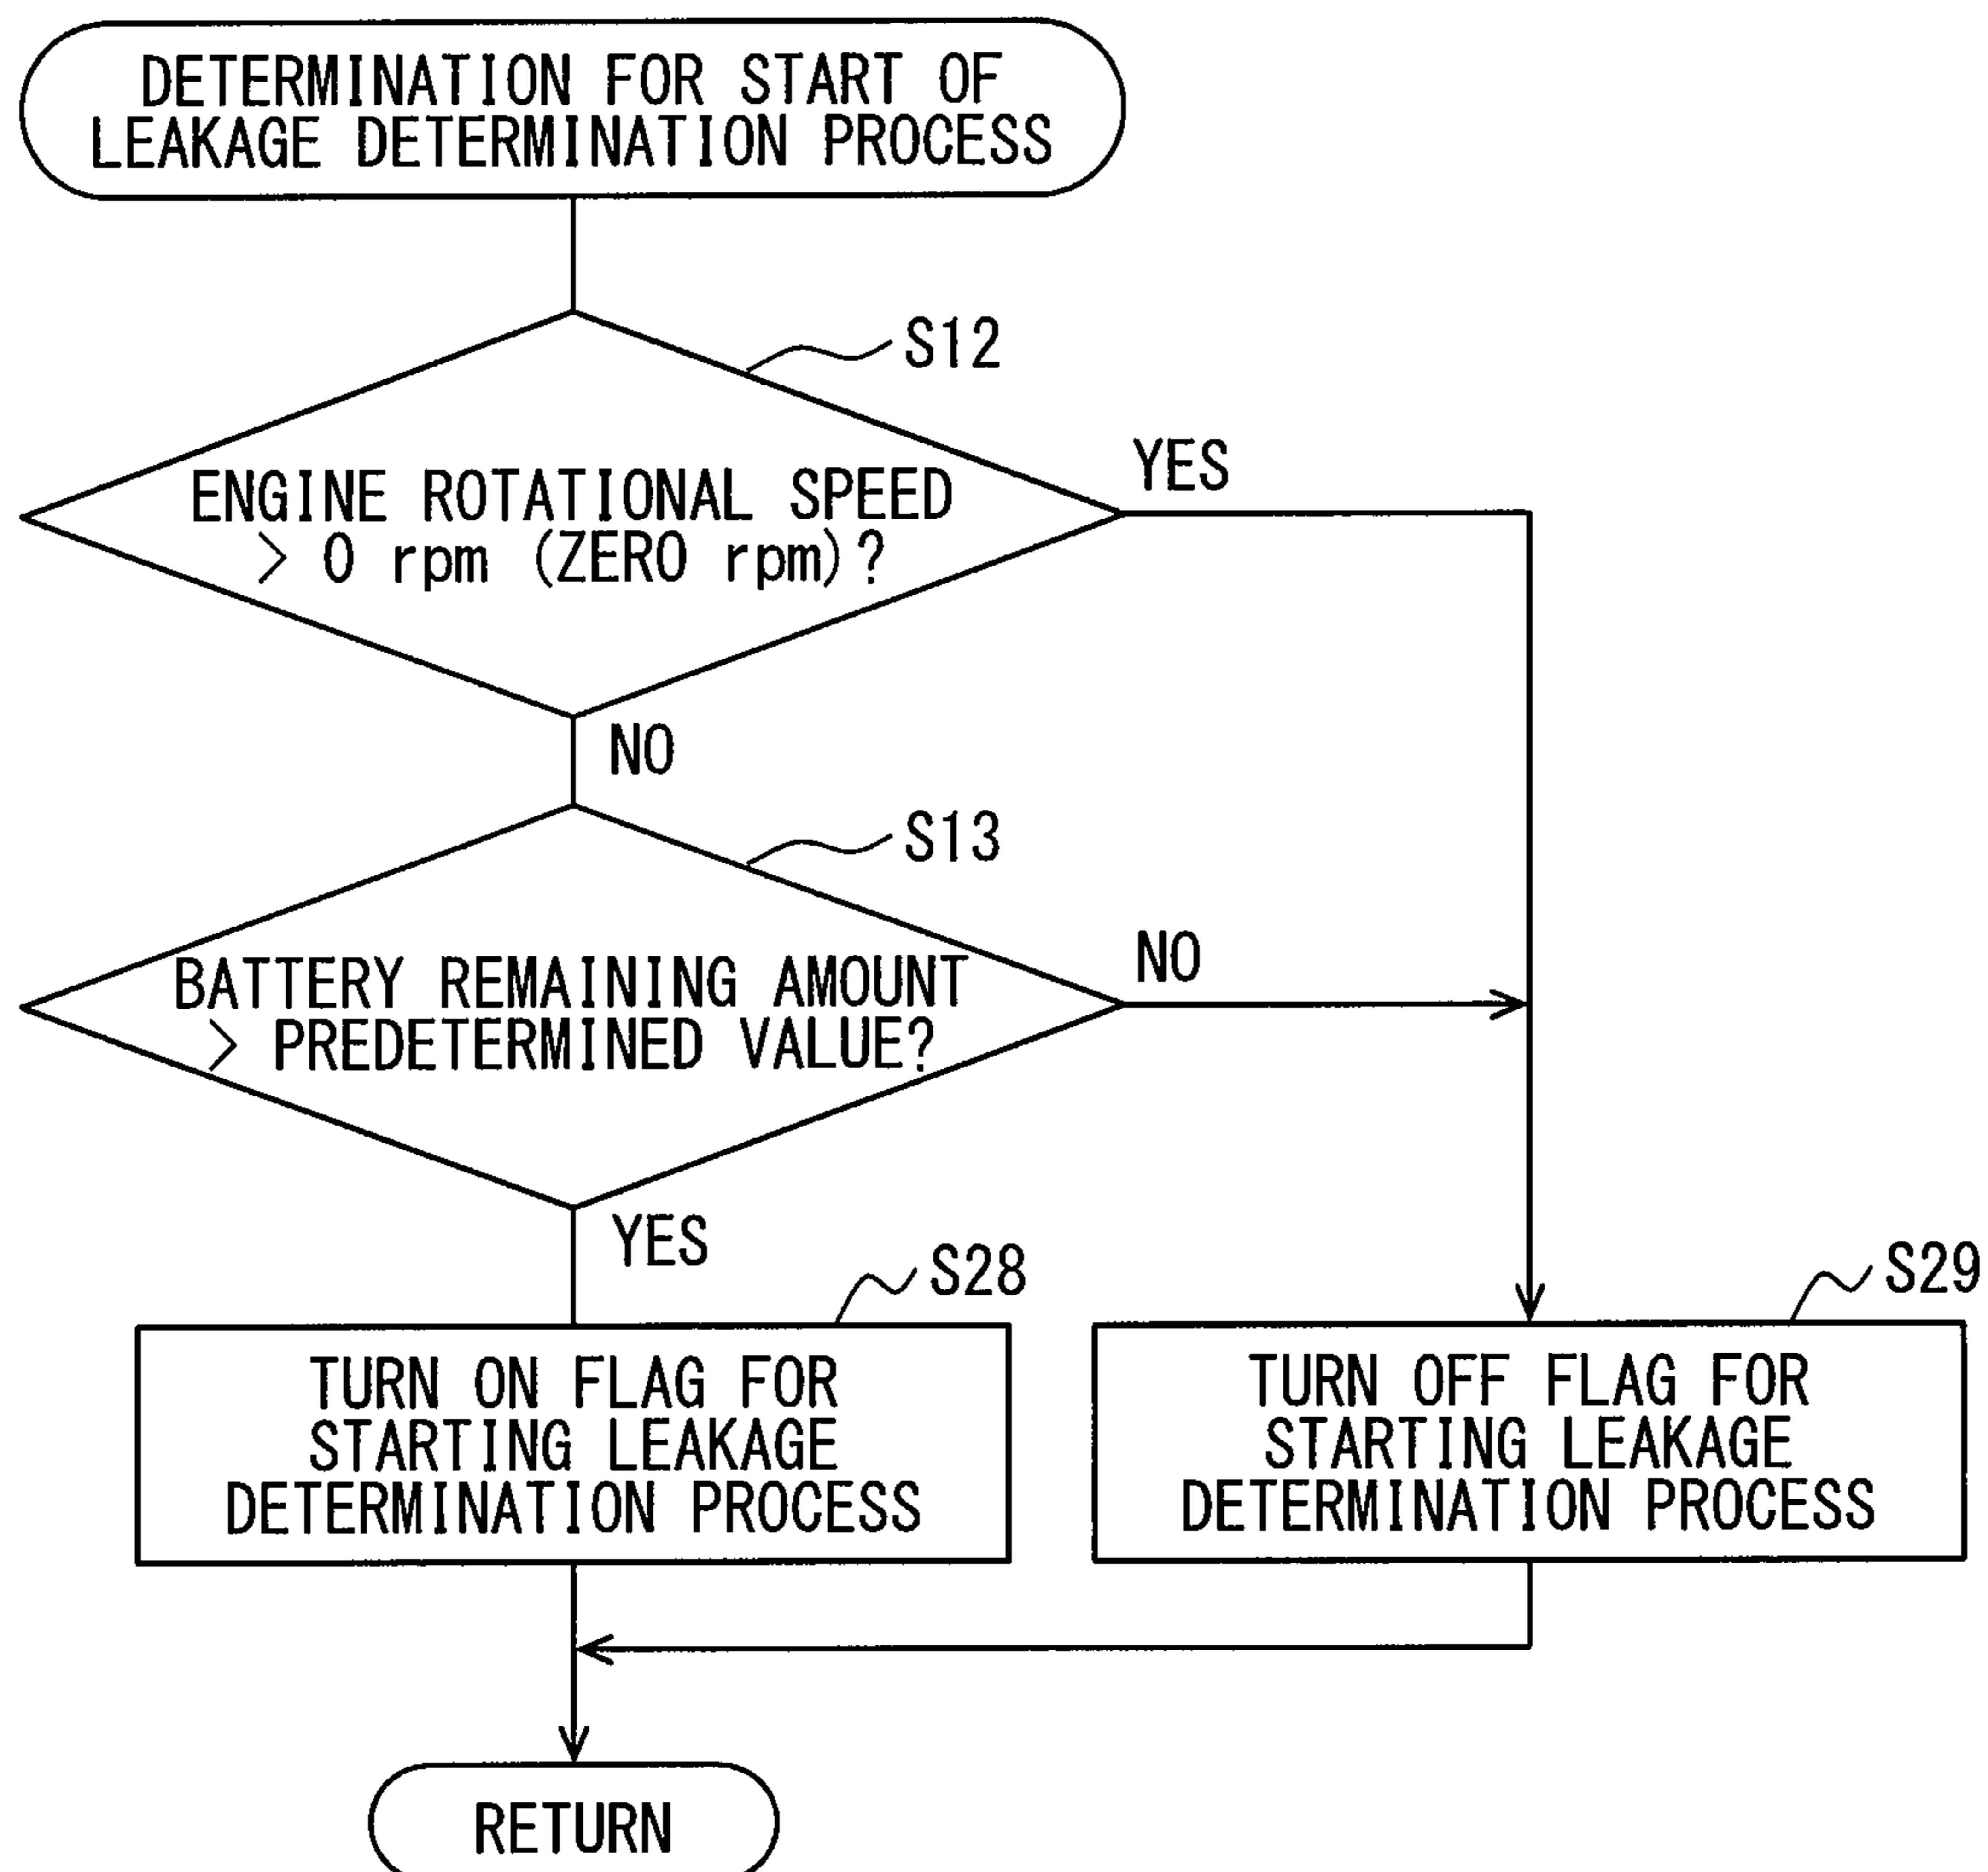 DETERMINATION FOR START OF
LEAKAGE DETERMINATION PROCESS
S12
ENGINE ROTATIONAL SPEED
> 0 rpm (ZERO rpm)?
YES
NO
S13
BATTERY REMAINING AMOUNT
> PREDETERMINED VALUE?
NO
YES
S28
TURN ON FLAG FOR
STARTING LEAKAGE
DETERMINATION PROCESS
S29
TURN OFF FLAG FOR
STARTING LEAKAGE
DETERMINATION PROCESS
RETURN